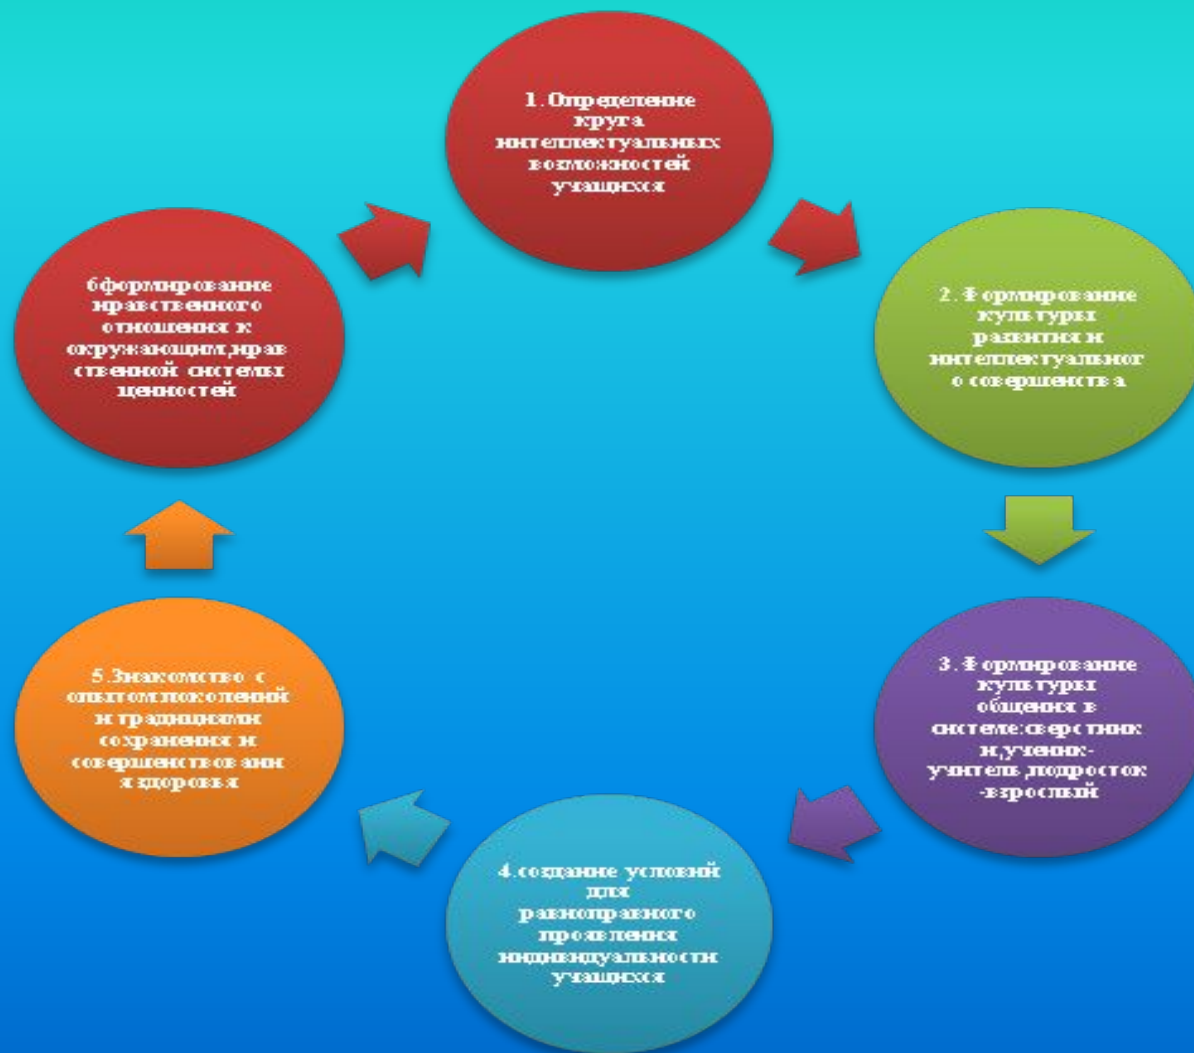 1.Определение
круга
интеллектуальных
возможностей
учащихся
2.Формирование
культуры
развития и
интеллектуальног
о совершенства
3.Формирование
культуры
общения в
системе:сверстник
и,ученик-
учитель,подросток
-взрослый
4.создание условий
для
равноправного
проявления
индивидуальности
учащихся
5.Знакомство с
опытом поколений
и традициями
сохранения и
совершенствовани
я здоровья
6формирование
нравственного
отношения к
окружающим,нрав
ственной системы
ценностей